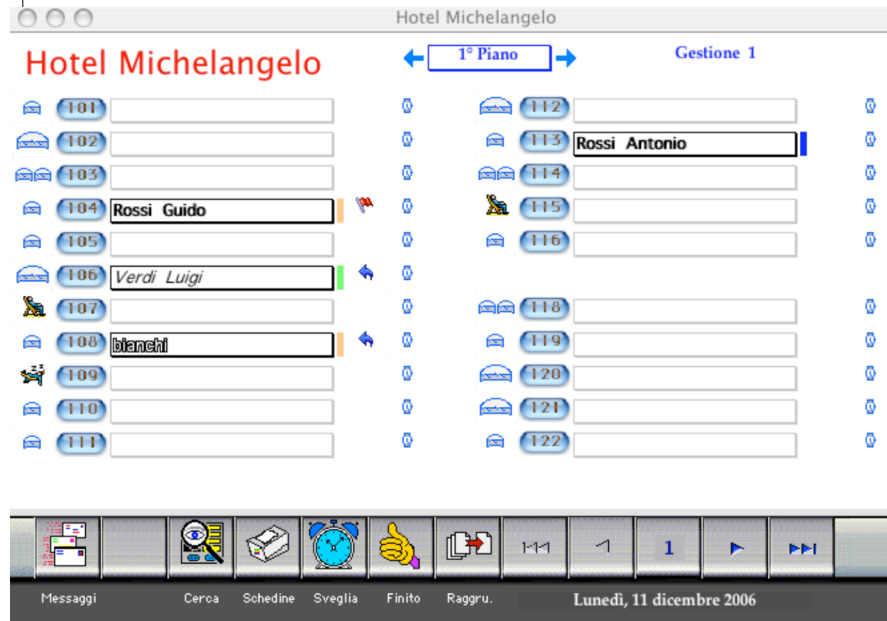 Hotel Michelangelo
Hotel Michelangelo
1° Piano
Gestione 1
101
102
103
104 Rossi Guido
105
106 Verdi Luigi
107
108 bianchi
109
110
111
112
113 Rossi Antonio
114
115
116
118
119
120
121
122
1
Messaggi Cerca Schedine Sveglia Finito Raggru. Lunedì, 11 dicembre 2006